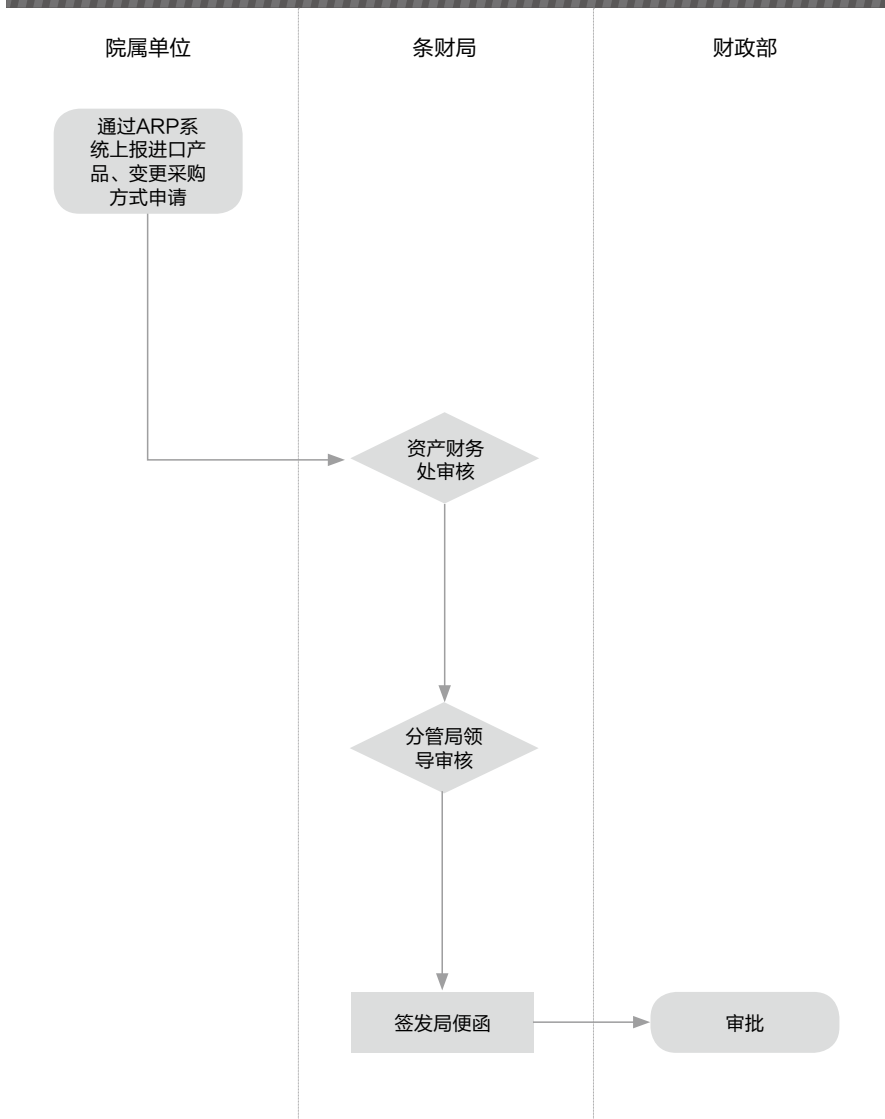 院属单位
条财局
财政部
通过ARP系
统上报进口产
品、变更采购
方式申请
资产财务
处审核
分管局领
导审核
签发局便函
审批